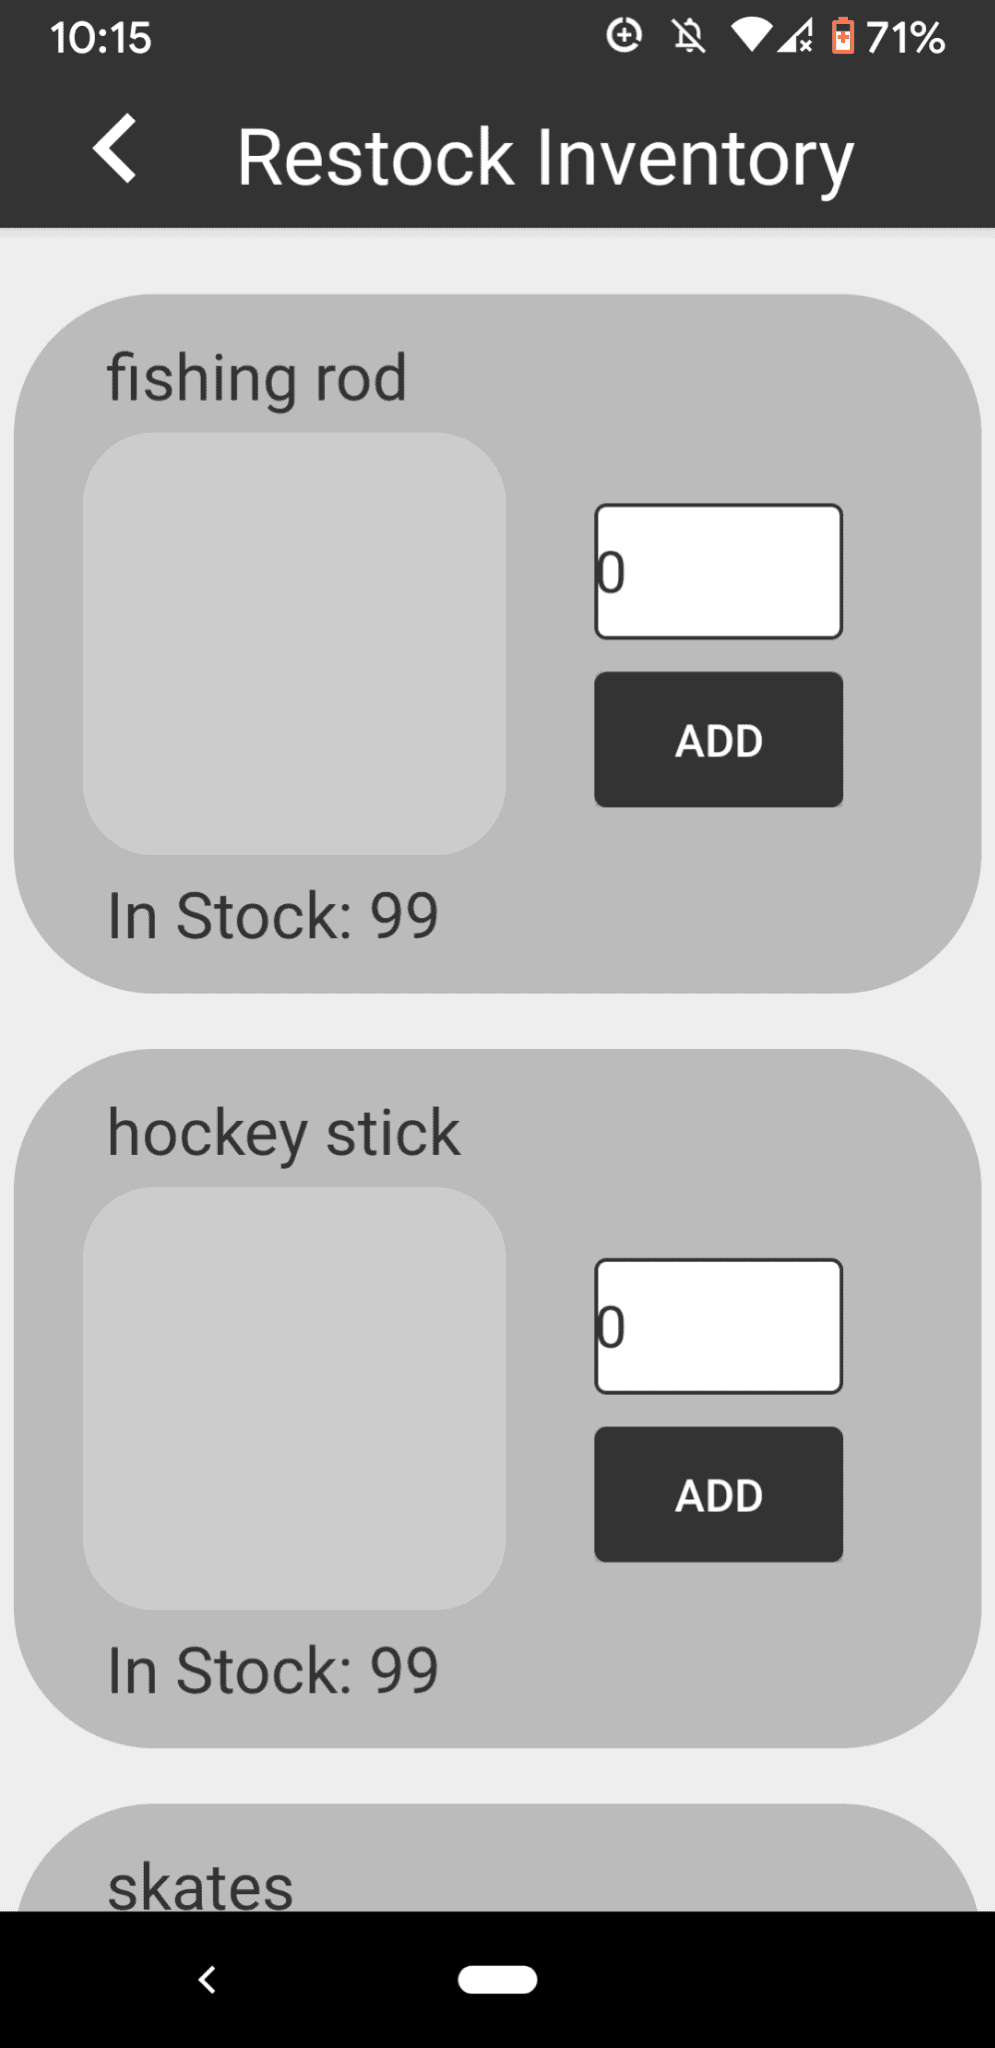 10:15
71%
Restock Inventory
fishing rod
0
ADD
In Stock: 99
hockey stick
0
ADD
In Stock: 99
skates